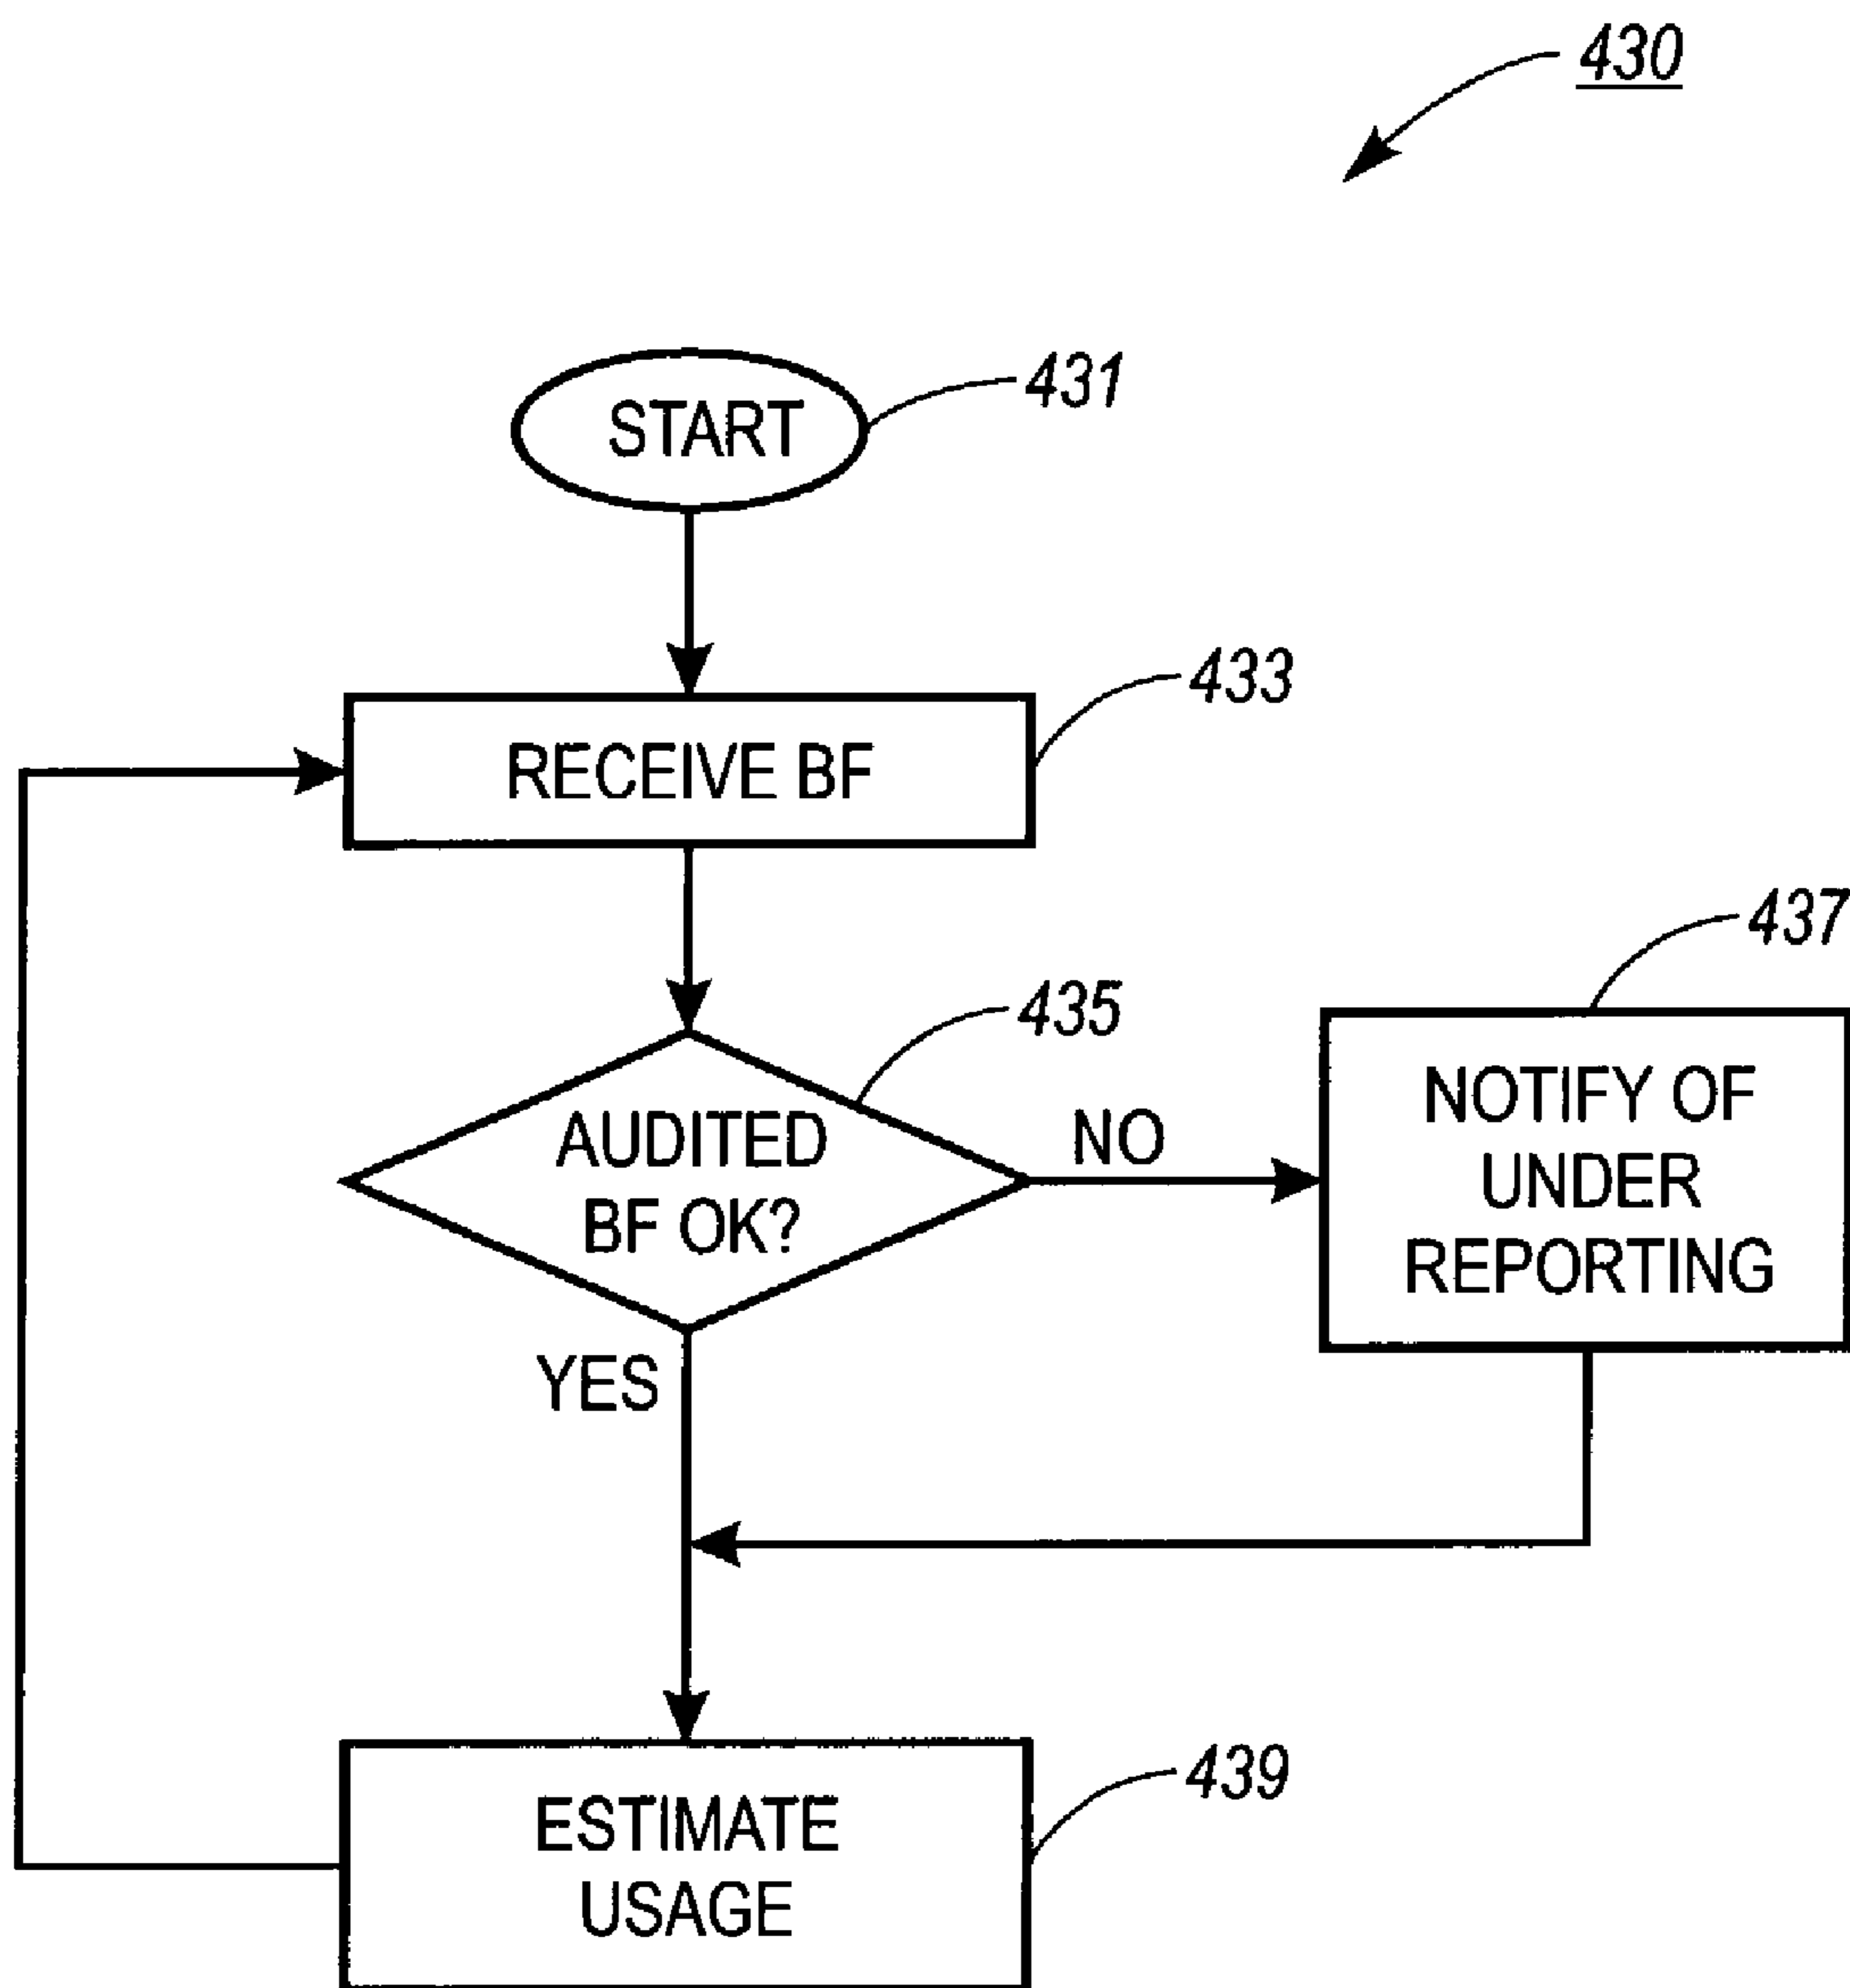 430
START
431
RECEIVE BF
433
437
435
AUDITED
BF OK?
NO
NOTIFY OF
UNDER
REPORTING
YES
439
ESTIMATE
USAGE